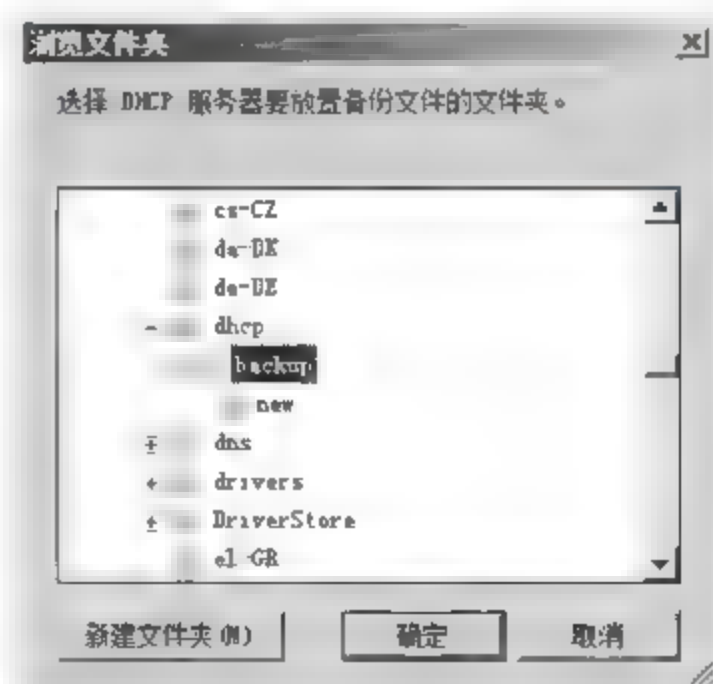 浏览文件夹
选择 DHCP 服务器要放置备份文件的文件夹。
cs-CZ
da-DK
de-DE
dhcp
backup
new
dns
drivers
DriverStore
el-GR
新建文件夹(M)
确定
取消